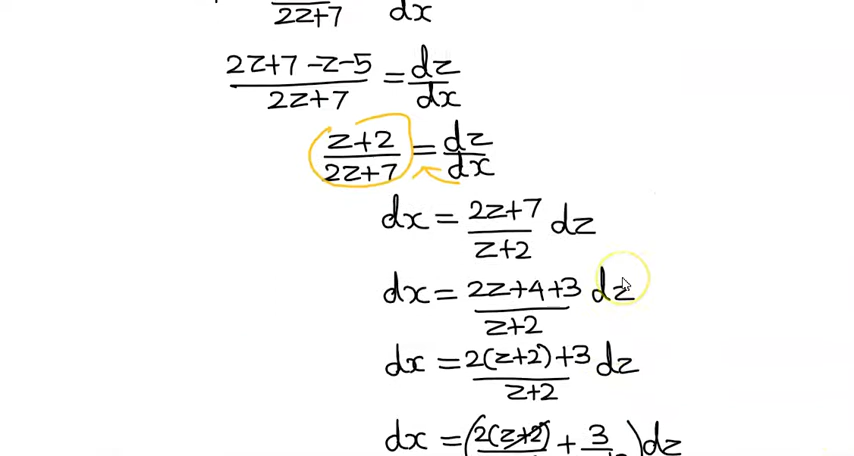 2z+7 dx
2z+7-z-5 / 2z+7 = dz/dx
z+2 / 2z+7 = dz/dx
dx = 2z+7 / z+2 dz
dx = 2z+4+3 / z+2 dz
dx = 2(z+2)+3 / z+2 dz
dx = (2(z+2) + 3 )dz